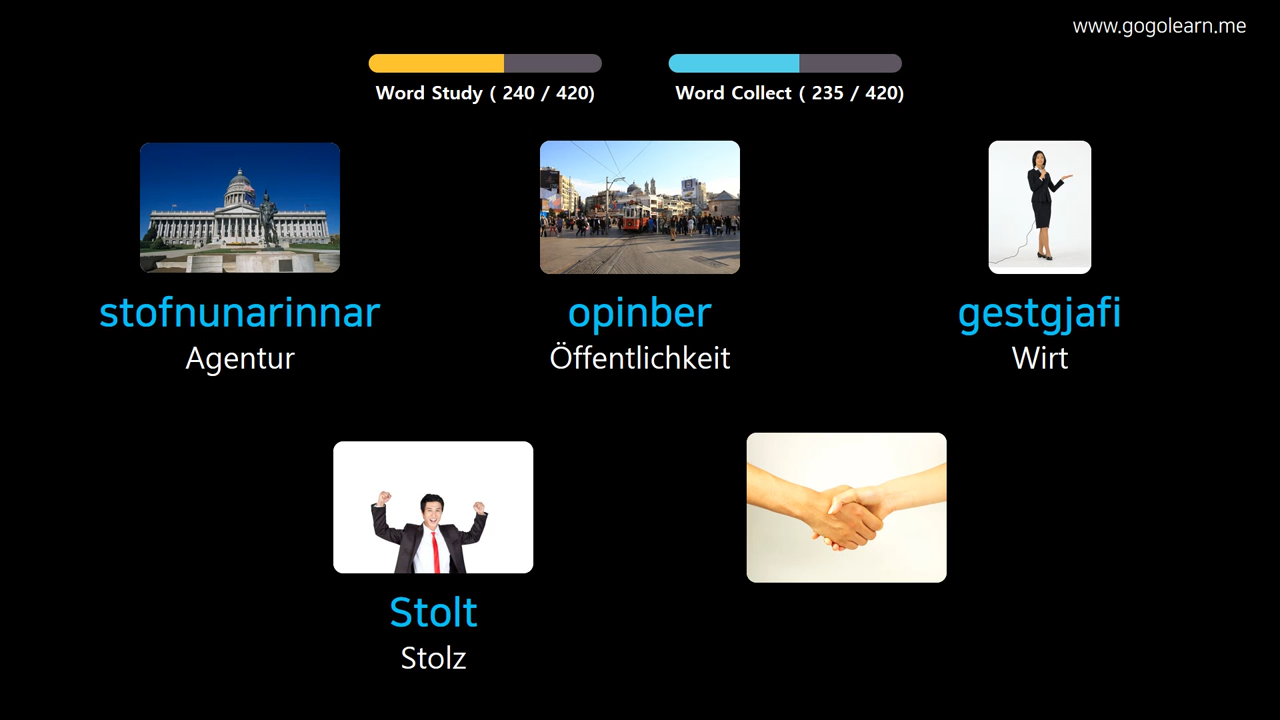 www.gogolearn.me
Word Study ( 240 / 420)
Word Collect ( 235 / 420)
stofnunarinnar
Agentur
opinber
Öffentlichkeit
gestgjafi
Wirt
Stolt
Stolz